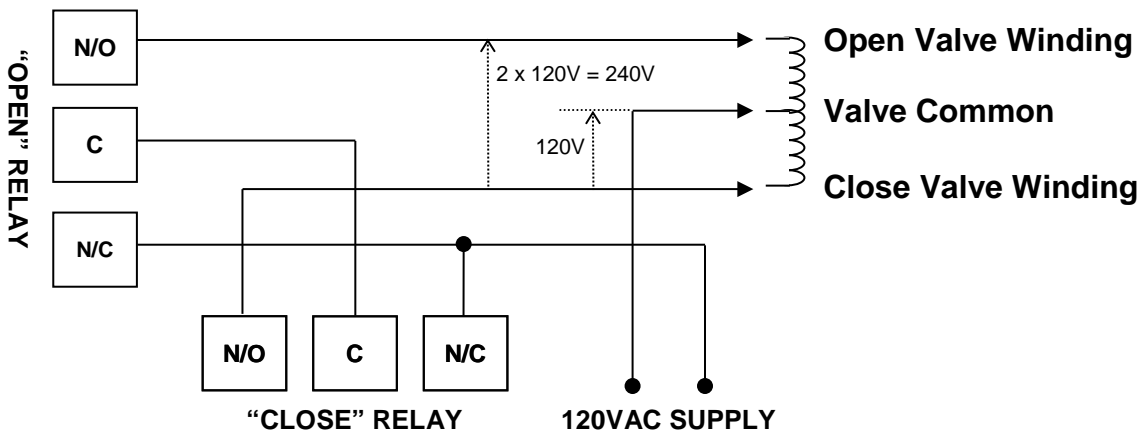 "OPEN" RELAY
N/O
Open Valve Winding
2 x 120V = 240V
C
Valve Common
120V
Close Valve Winding
N/C
N/O
C
N/C
"CLOSE" RELAY
120VAC SUPPLY